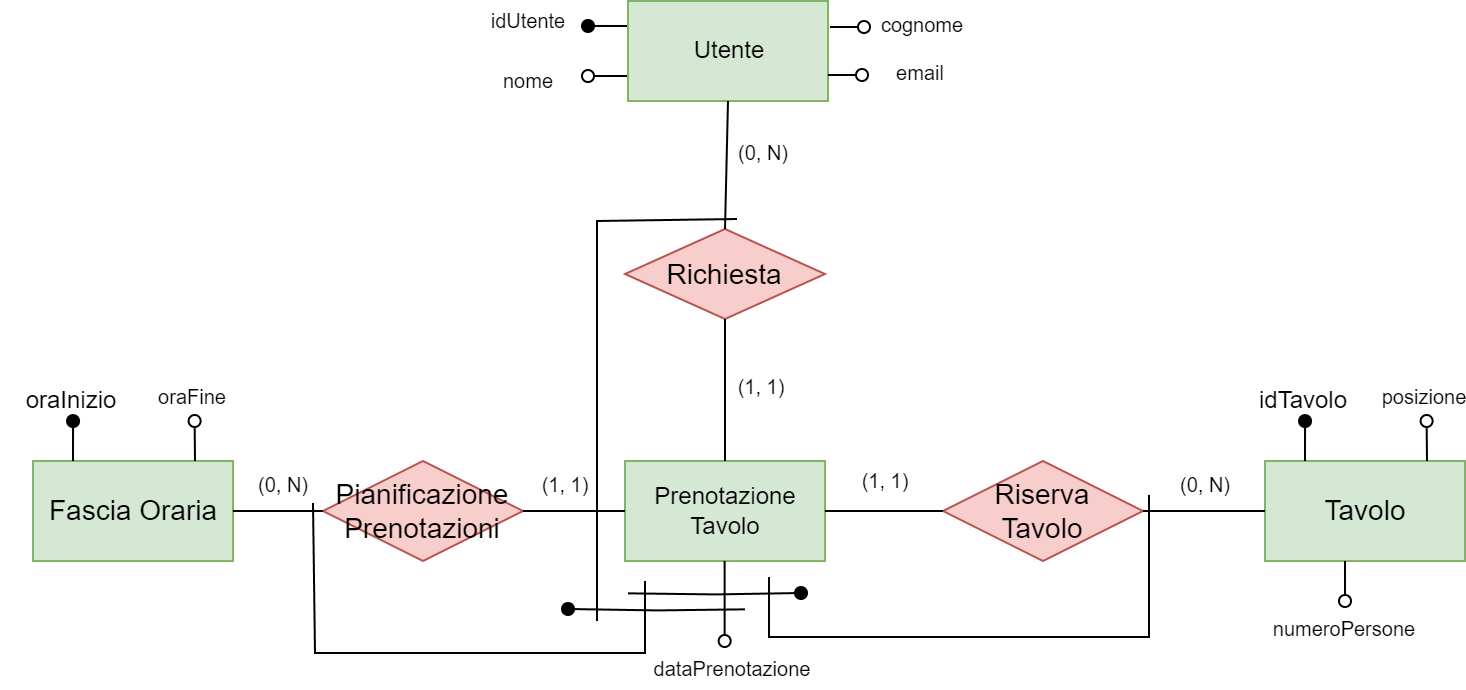 idUtente
cognome
Utente
nome
email
(0, N)
Richiesta
(1, 1)
oraInizio
oraFine
idTavolo
posizione
(0, N)
(1, 1)
(1, 1)
(0, N)
Fascia Oraria
Pianificazione
Prenotazioni
Prenotazione
Tavolo
Riserva
Tavolo
Tavolo
numeroPersone
dataPrenotazione